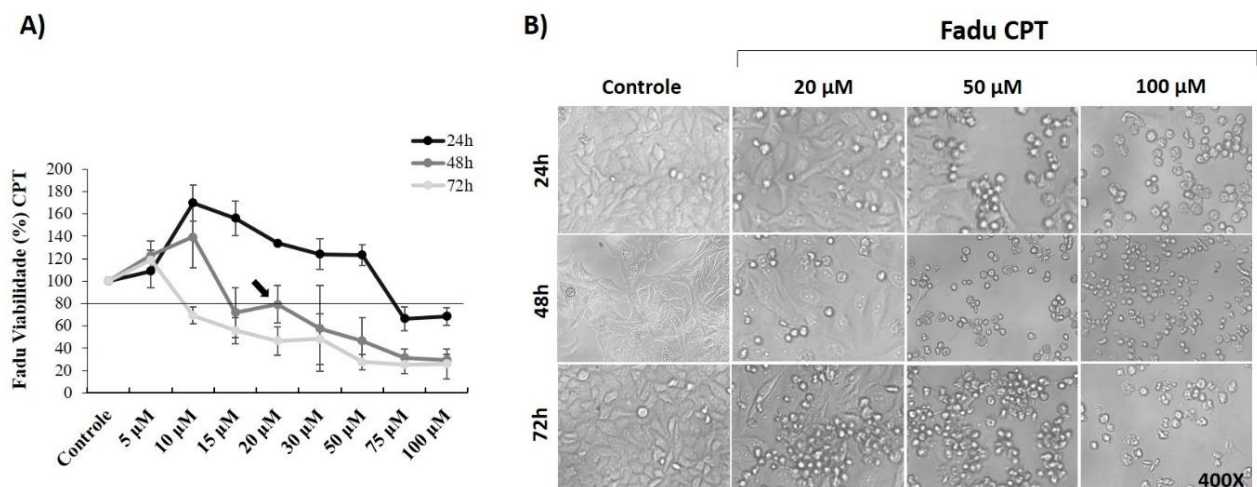 A)
Fadu Viabilidade (%) CPT
200
180
160
140
120
100
80
60
40
20
0
24h
48h
72h
Controle
5 µM
10 µM
15 µM
20 µM
30 µM
50 µM
75 µM
100 µM
B)
Fadu CPT
Controle
20 µM
50 µM
100 µM
24h
48h
72h
400X